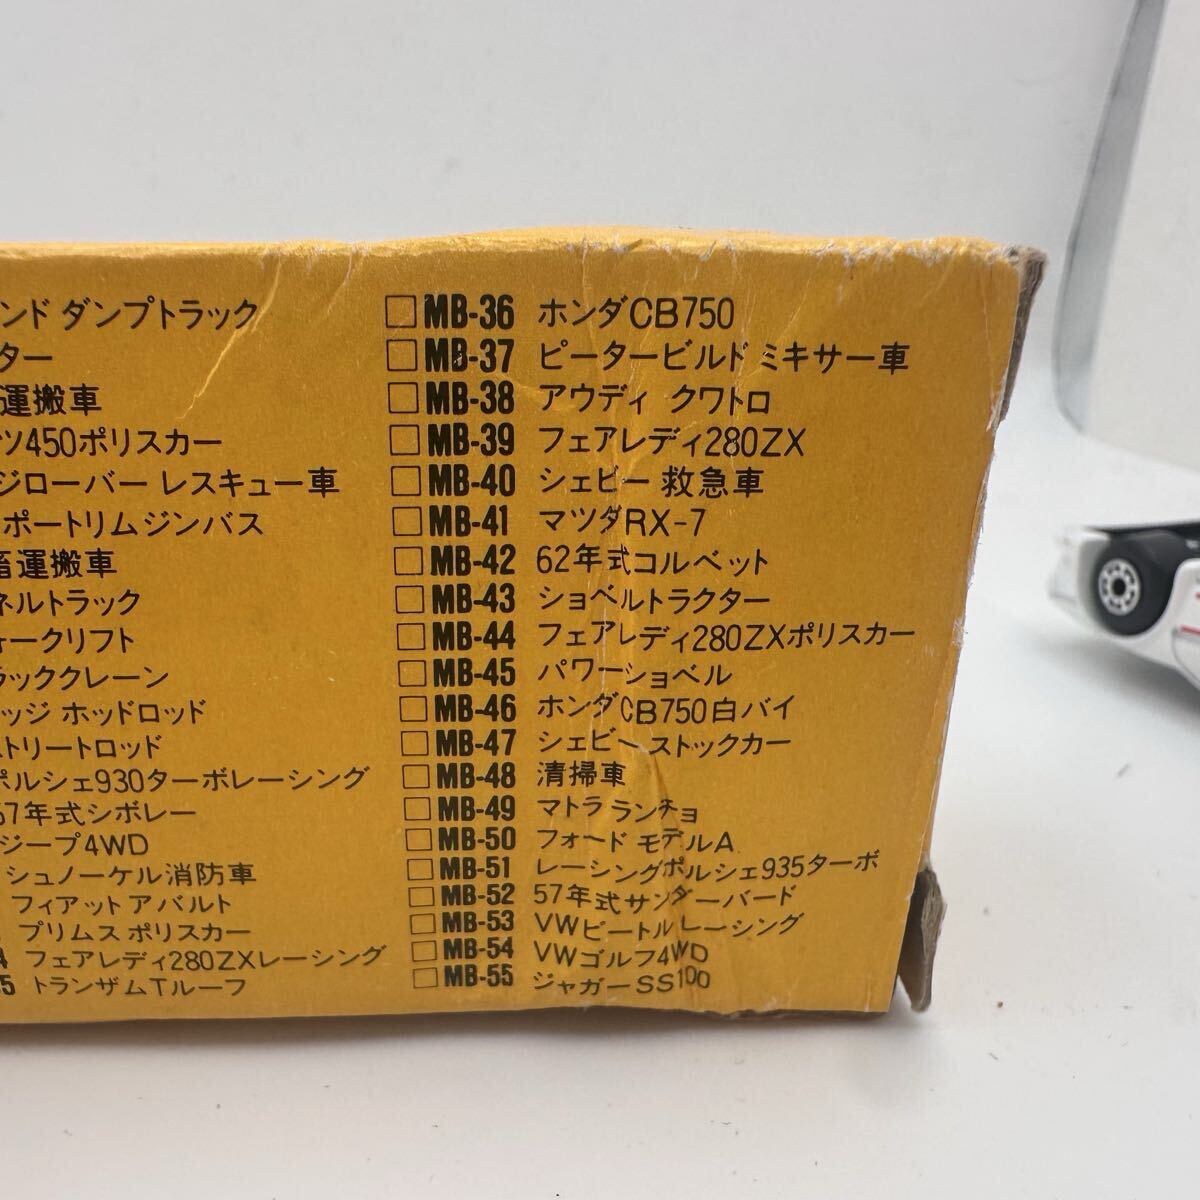 ンド ダンプトラック
ター
運搬車
ツ450ポリスカー
ジローバー レスキュー車
ポートリムジンバス
畜運搬車
ネルトラック
ォークリフト
ラッククレーン
ッジ ホッドロッド
ストリートロッド
ポルシェ930ターボレーシング
57年式シボレー
ジープ4WD
シュノーケル消防車
フィアット アバルト
プリムス ポリスカー
4 フェアレディ280ZXレーシング
5 トランザムTルーフ
□MB-36 ホンダCB750
□MB-37 ピータービルド ミキサー車
□MB-38 アウディ クワトロ
□MB-39 フェアレディ280ZX
□MB-40 シェビー 救急車
□MB-41 マツダRX-7
□MB-42 62年式コルベット
□MB-43 ショベルトラクター
□MB-44 フェアレディ280ZXポリスカー
□MB-45 パワーショベル
□MB-46 ホンダCB750白バイ
□MB-47 シェビーストックカー
□MB-48 清掃車
□MB-49 マトラ ランチョ
□MB-50 フォード モデルA
□MB-51 レーシングポルシェ935ターボ
□MB-52 57年式サンダーバード
□MB-53 VWビートルレーシング
□MB-54 VWゴルフ4WD
□MB-55 ジャガーSS100